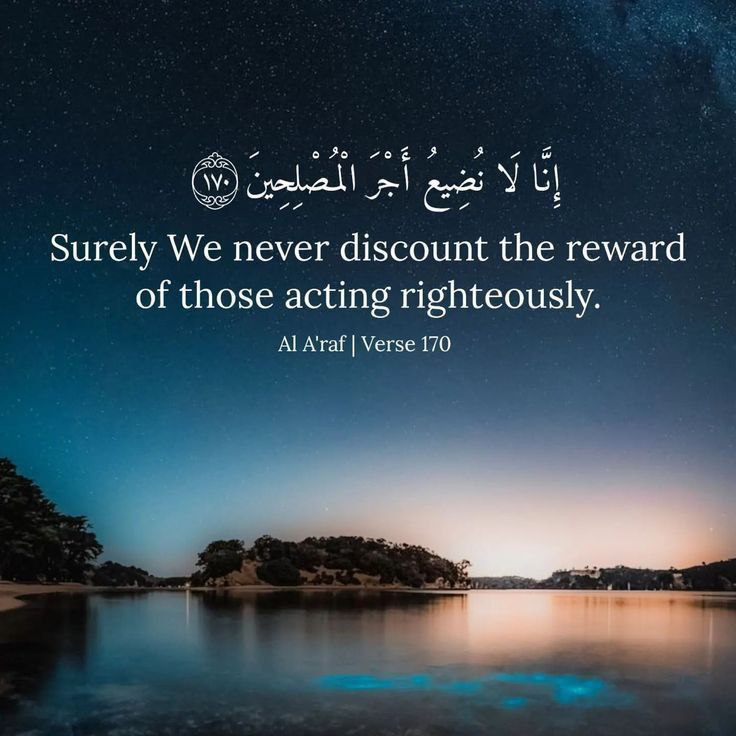 إِنَّا لَا نُضِيعُ أَجْرَ الْمُصْلِحِينَ ١٧٠
Surely We never discount the reward
of those acting righteously.
Al A'raf | Verse 170